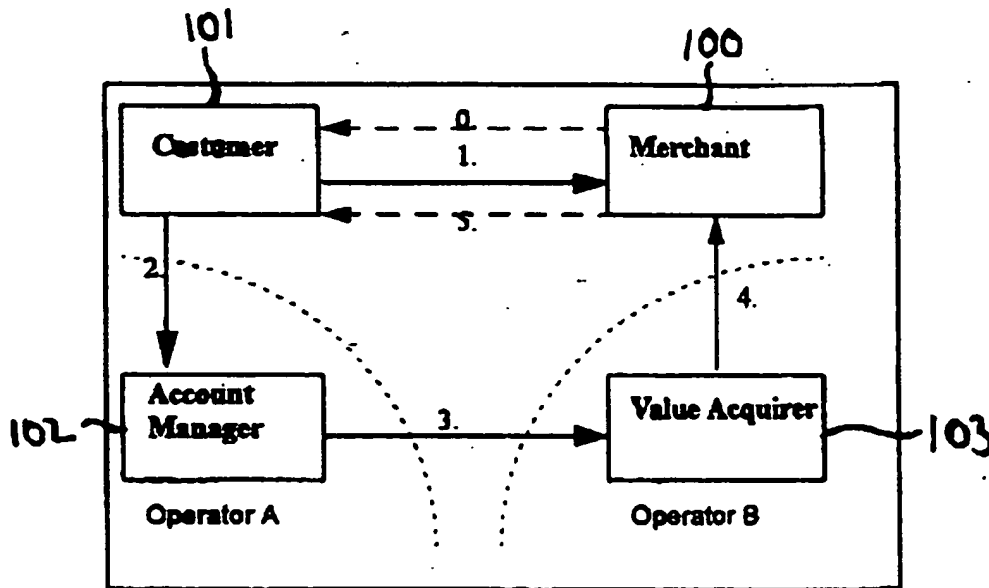 101
100
Customer
Merchant
0.
1.
5.
2.
4.
Account
Manager
Value Acquirer
3.
102
103
Operator A
Operator B